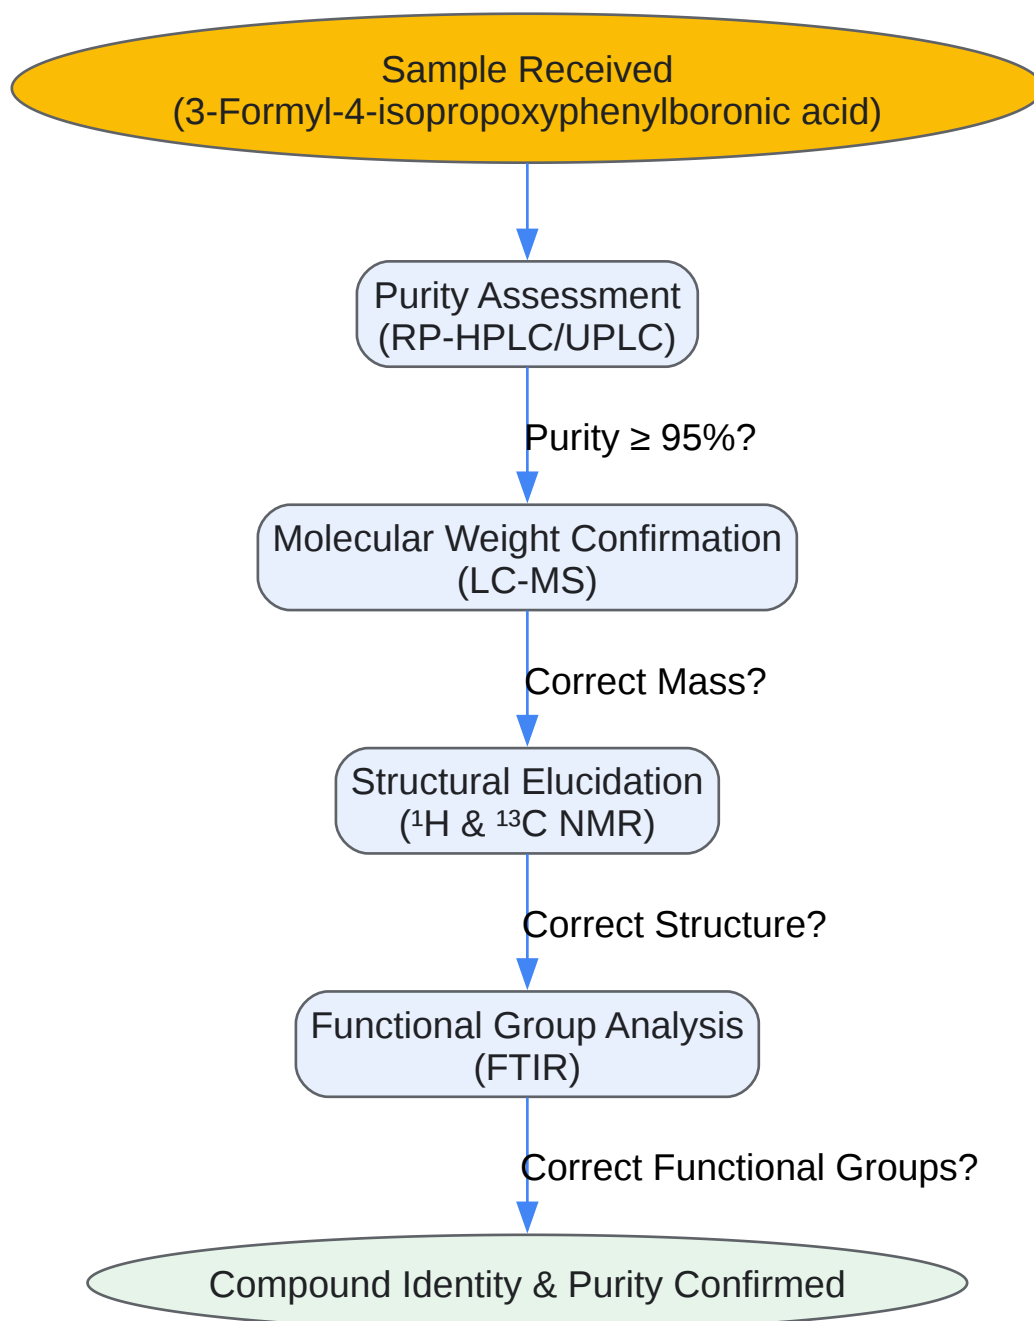 Sample Received
(3-Formyl-4-isopropoxyphenylboronic acid)
Purity Assessment
(RP-HPLC/UPLC)
Purity ≥ 95%?
Molecular Weight Confirmation
(LC-MS)
Correct Mass?
Structural Elucidation
(¹H & ¹³C NMR)
Correct Structure?
Functional Group Analysis
(FTIR)
Correct Functional Groups?
Compound Identity & Purity Confirmed